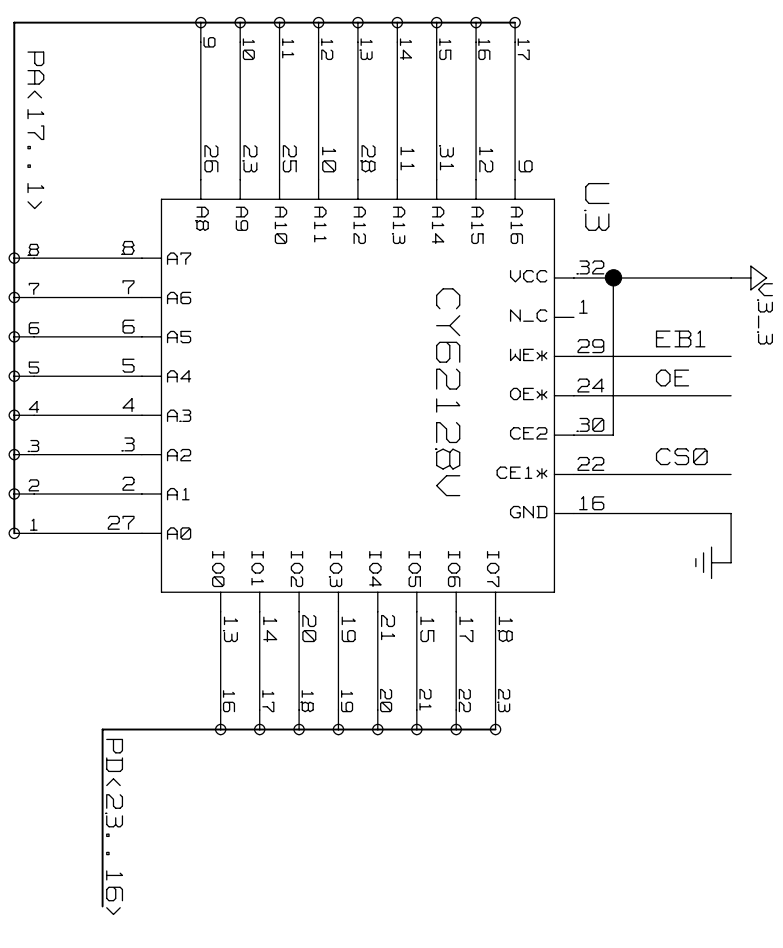 9 10 11 12 13 14 15 16 17
26 23 25 10 28 11 31 12 9
A8 A9 A10 A11 A12 A13 A14 A15 A16
PA<17..1>
U3
CY62128V
8 8 A7
7 7 A6
6 6 A5
5 5 A4
4 4 A3
3 3 A2
2 2 A1
1 27 A0
VCC 32
V3_3
N_C 1
WE* 29 EB1
OE* 24 OE
CE2 30
CE1* 22 CS0
GND 16
IO0 IO1 IO2 IO3 IO4 IO5 IO6 IO7
13 14 20 19 21 15 17 18
16 17 18 19 20 21 22 23
PD<23..16>